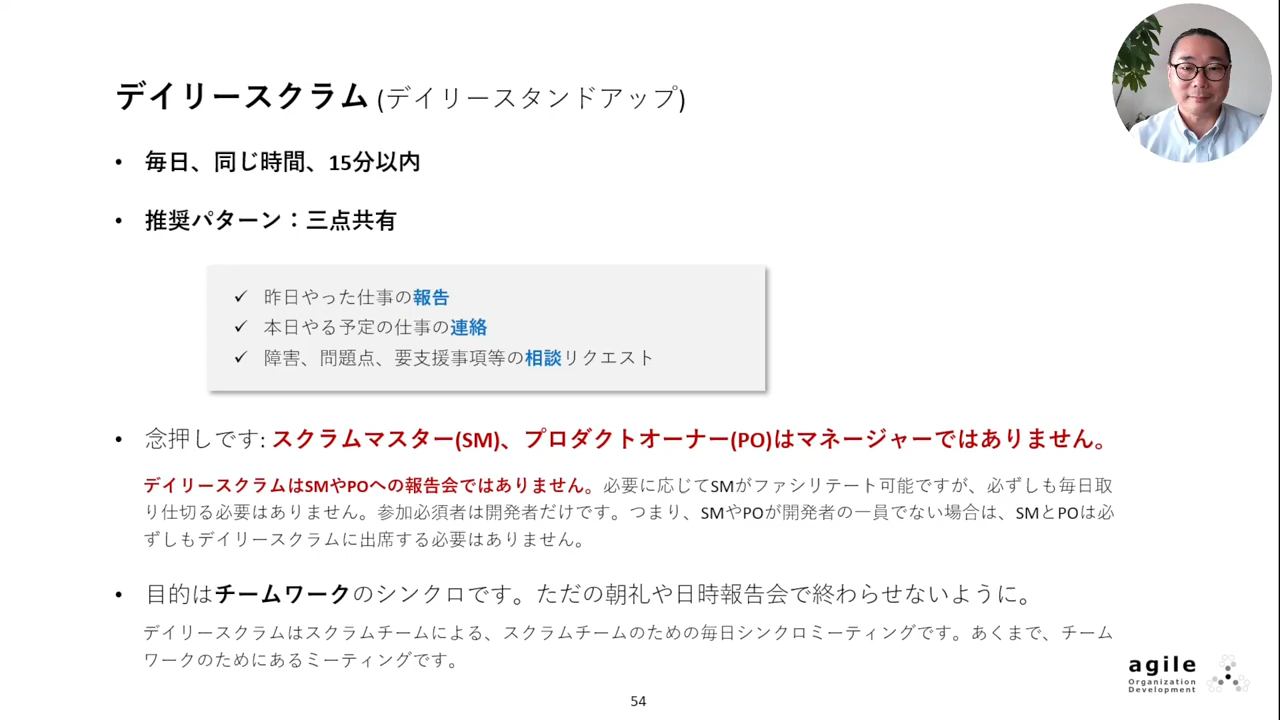 デイリースクラム (デイリースタンドアップ)
• 毎日、同じ時間、15分以内
• 推奨パターン：三点共有
✓ 昨日やった仕事の報告
✓ 本日やる予定の仕事の連絡
✓ 障害、問題点、要支援事項等の相談リクエスト
• 念押しです: スクラムマスター(SM)、プロダクトオーナー(PO)はマネージャーではありません。
デイリースクラムはSMやPOへの報告会ではありません。必要に応じてSMがファシリテート可能ですが、必ずしも毎日取
り仕切る必要はありません。参加必須者は開発者だけです。つまり、SMやPOが開発者の一員でない場合は、SMとPOは必
ずしもデイリースクラムに出席する必要はありません。
• 目的はチームワークのシンクロです。ただの朝礼や日時報告会で終わらせないように。
デイリースクラムはスクラムチームによる、スクラムチームのための毎日シンクロミーティングです。あくまで、チーム
ワークのためにあるミーティングです。
agile
Organization
Development
54